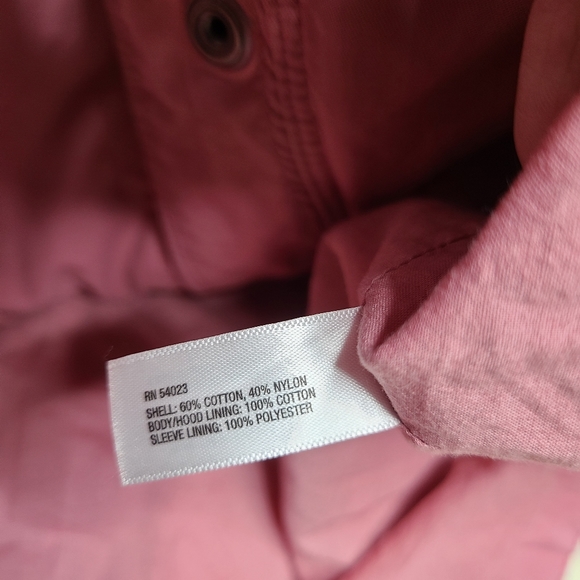 RN 54023
SHELL: 60% COTTON, 40% NYLON
BODY/HOOD LINING: 100% COTTON
SLEEVE LINING: 100% POLYESTER